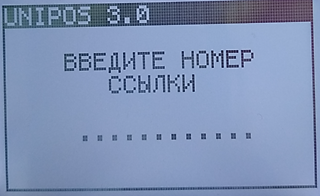 UNIPOS 3.0
ВВЕДИТЕ НОМЕР
ССЫЛКИ
............